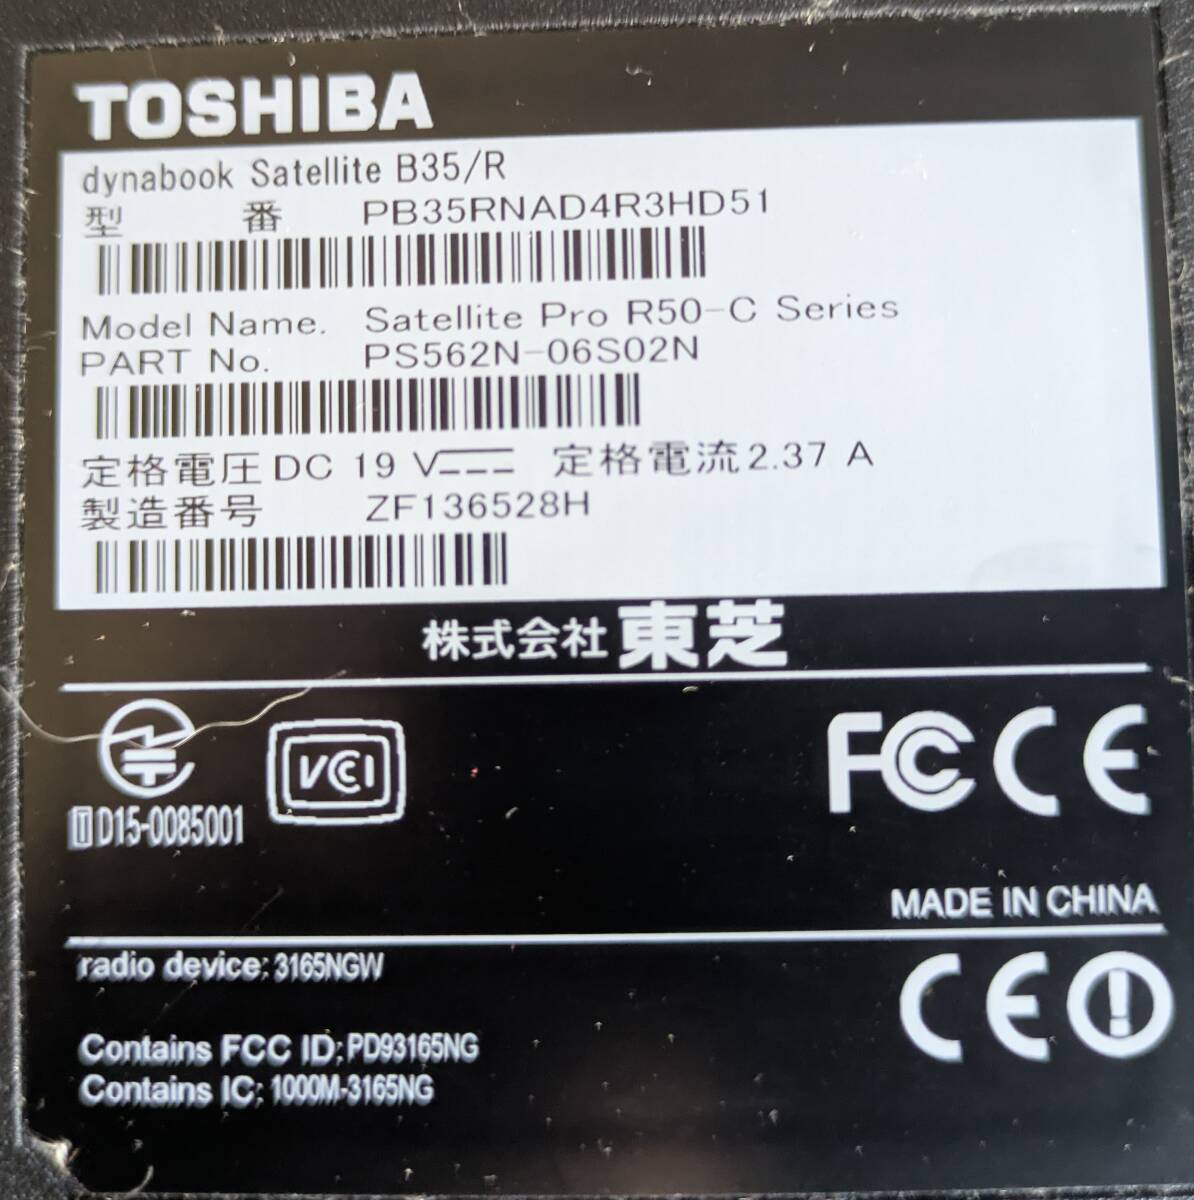 TOSHIBA
dynabook Satellite B35/R
型 番 PB35RNAD4R3HD51
Model Name. Satellite Pro R50-C Series
PART No. PS562N-06S02N
定格電圧 DC 19 V 定格電流 2.37 A
製造番号 ZF136528H
株式会社 東芝
VCCI
FC CE
T D15-0085001
MADE IN CHINA
radio device: 3165NGW
CE !
Contains FCC ID: PD93165NG
Contains IC: 1000M-3165NG